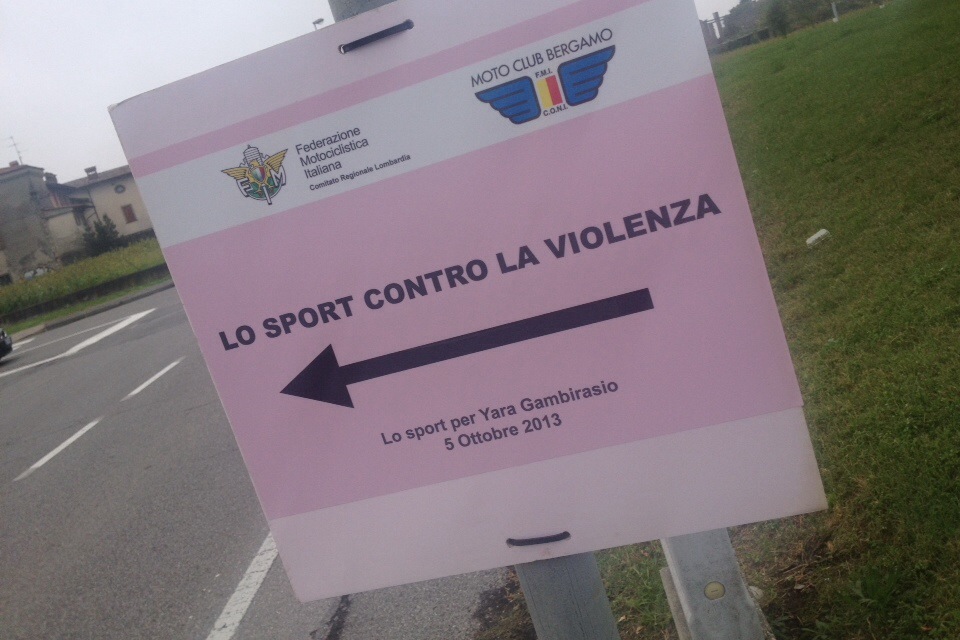 MOTO CLUB BERGAMO
F.M.I.
C.O.N.I.
Federazione
Motociclistica
Italiana
Comitato Regionale Lombardia
F M
LO SPORT CONTRO LA VIOLENZA
Lo sport per Yara Gambirasio
5 Ottobre 2013